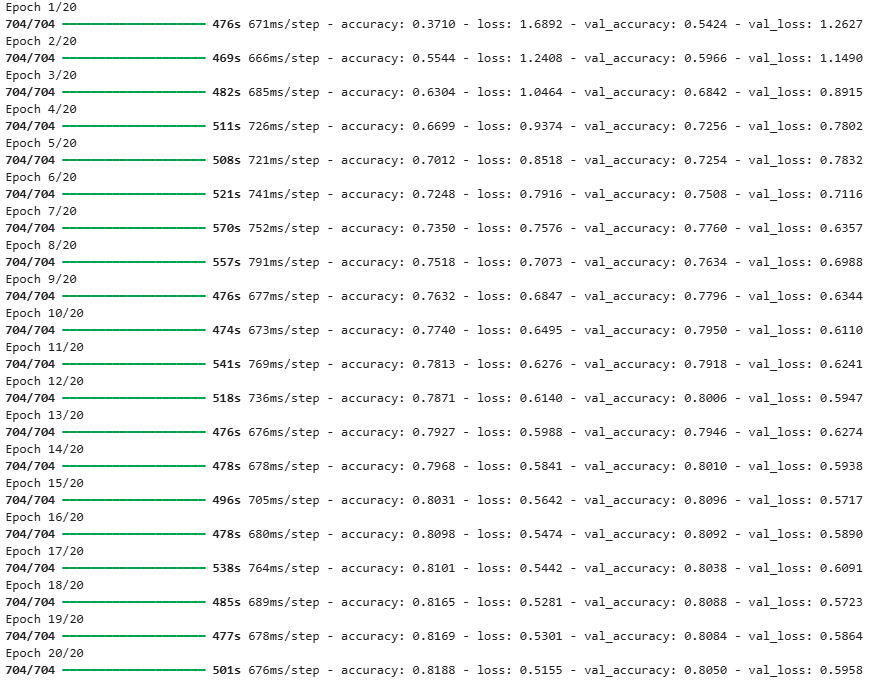 Epoch 1/20
704/704 ━━━━━━━━━━━━━━━━━━━━ 476s 671ms/step - accuracy: 0.3710 - loss: 1.6892 - val_accuracy: 0.5424 - val_loss: 1.2627
Epoch 2/20
704/704 ━━━━━━━━━━━━━━━━━━━━ 469s 666ms/step - accuracy: 0.5544 - loss: 1.2408 - val_accuracy: 0.5966 - val_loss: 1.1490
Epoch 3/20
704/704 ━━━━━━━━━━━━━━━━━━━━ 482s 685ms/step - accuracy: 0.6304 - loss: 1.0464 - val_accuracy: 0.6842 - val_loss: 0.8915
Epoch 4/20
704/704 ━━━━━━━━━━━━━━━━━━━━ 511s 726ms/step - accuracy: 0.6699 - loss: 0.9374 - val_accuracy: 0.7256 - val_loss: 0.7802
Epoch 5/20
704/704 ━━━━━━━━━━━━━━━━━━━━ 508s 721ms/step - accuracy: 0.7012 - loss: 0.8518 - val_accuracy: 0.7254 - val_loss: 0.7832
Epoch 6/20
704/704 ━━━━━━━━━━━━━━━━━━━━ 521s 741ms/step - accuracy: 0.7248 - loss: 0.7916 - val_accuracy: 0.7508 - val_loss: 0.7116
Epoch 7/20
704/704 ━━━━━━━━━━━━━━━━━━━━ 570s 752ms/step - accuracy: 0.7350 - loss: 0.7576 - val_accuracy: 0.7760 - val_loss: 0.6357
Epoch 8/20
704/704 ━━━━━━━━━━━━━━━━━━━━ 557s 791ms/step - accuracy: 0.7518 - loss: 0.7073 - val_accuracy: 0.7634 - val_loss: 0.6988
Epoch 9/20
704/704 ━━━━━━━━━━━━━━━━━━━━ 476s 677ms/step - accuracy: 0.7632 - loss: 0.6847 - val_accuracy: 0.7796 - val_loss: 0.6344
Epoch 10/20
704/704 ━━━━━━━━━━━━━━━━━━━━ 474s 673ms/step - accuracy: 0.7740 - loss: 0.6495 - val_accuracy: 0.7950 - val_loss: 0.6110
Epoch 11/20
704/704 ━━━━━━━━━━━━━━━━━━━━ 541s 769ms/step - accuracy: 0.7813 - loss: 0.6276 - val_accuracy: 0.7918 - val_loss: 0.6241
Epoch 12/20
704/704 ━━━━━━━━━━━━━━━━━━━━ 518s 736ms/step - accuracy: 0.7871 - loss: 0.6140 - val_accuracy: 0.8006 - val_loss: 0.5947
Epoch 13/20
704/704 ━━━━━━━━━━━━━━━━━━━━ 476s 676ms/step - accuracy: 0.7927 - loss: 0.5988 - val_accuracy: 0.7946 - val_loss: 0.6274
Epoch 14/20
704/704 ━━━━━━━━━━━━━━━━━━━━ 478s 678ms/step - accuracy: 0.7968 - loss: 0.5841 - val_accuracy: 0.8010 - val_loss: 0.5938
Epoch 15/20
704/704 ━━━━━━━━━━━━━━━━━━━━ 496s 705ms/step - accuracy: 0.8031 - loss: 0.5642 - val_accuracy: 0.8096 - val_loss: 0.5717
Epoch 16/20
704/704 ━━━━━━━━━━━━━━━━━━━━ 478s 680ms/step - accuracy: 0.8098 - loss: 0.5474 - val_accuracy: 0.8092 - val_loss: 0.5890
Epoch 17/20
704/704 ━━━━━━━━━━━━━━━━━━━━ 538s 764ms/step - accuracy: 0.8101 - loss: 0.5442 - val_accuracy: 0.8038 - val_loss: 0.6091
Epoch 18/20
704/704 ━━━━━━━━━━━━━━━━━━━━ 485s 689ms/step - accuracy: 0.8165 - loss: 0.5281 - val_accuracy: 0.8088 - val_loss: 0.5723
Epoch 19/20
704/704 ━━━━━━━━━━━━━━━━━━━━ 477s 678ms/step - accuracy: 0.8169 - loss: 0.5301 - val_accuracy: 0.8084 - val_loss: 0.5864
Epoch 20/20
704/704 ━━━━━━━━━━━━━━━━━━━━ 501s 676ms/step - accuracy: 0.8188 - loss: 0.5155 - val_accuracy: 0.8050 - val_loss: 0.5958